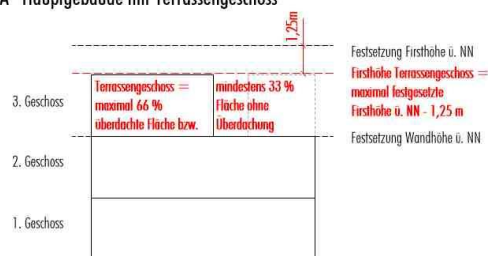 A Hauptgebäude mit Terrassengeschoss
1,25m
Festsetzung Firsthöhe ü. NN
Firsthöhe Terrassengeschoss =
maximal festgesetzte
Firsthöhe ü. NN - 1,25 m
Festsetzung Wandhöhe ü. NN
3. Geschoss
Terrassengeschoss =
maximal 66 %
überdachte Fläche bzw.
mindestens 33 %
Fläche ohne
Überdachung
2. Geschoss
1. Geschoss